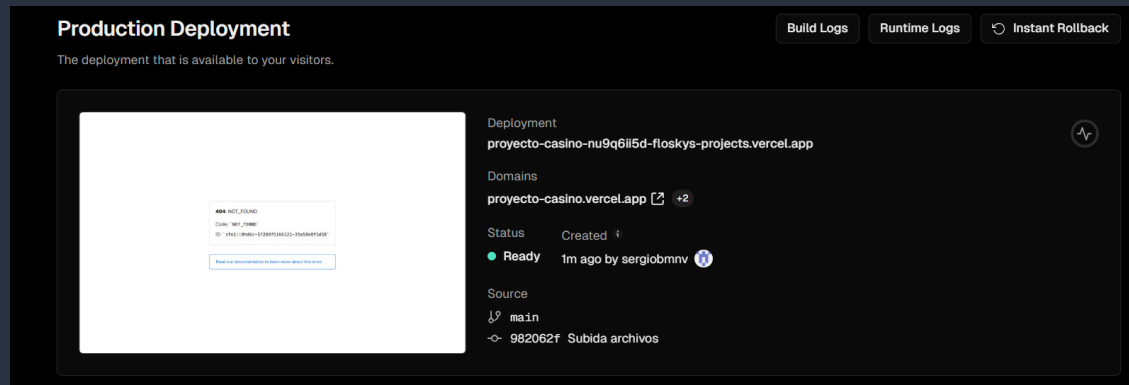 Production Deployment
Build Logs
Runtime Logs
Instant Rollback
The deployment that is available to your visitors.
404: NOT_FOUND
Code: `NOT_FOUND`
Read our documentation to learn more about this error.
Deployment
proyecto-casino-nu9q6ii5d-floskys-projects.vercel.app
Domains
proyecto-casino.vercel.app +2
Status
Created
Ready
1m ago by sergiobmnv
Source
main
982062f Subida archivos